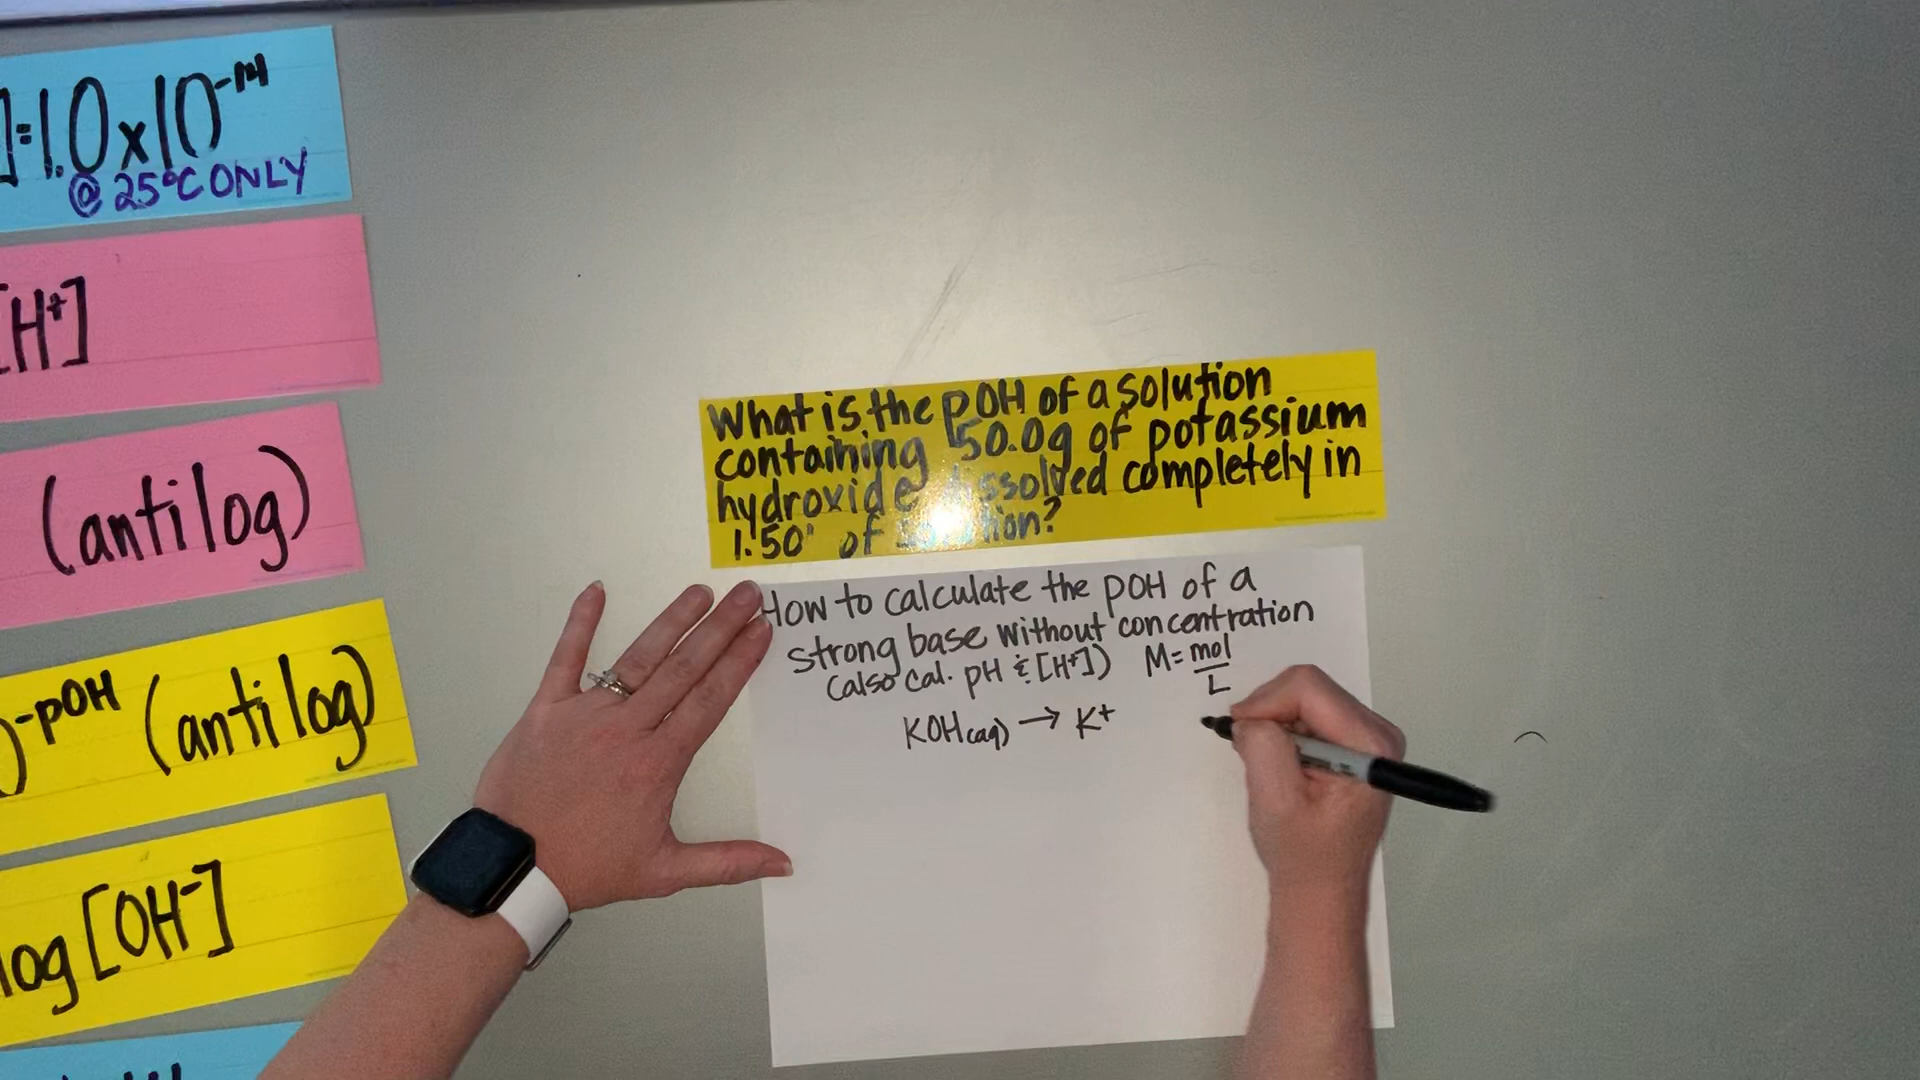 ]=1.0x10-14
@ 25°C ONLY
[H+]
(antilog)
)-pOH (antilog)
log [OH-]
What is the pOH of a solution
containing 50.0g of potassium
hydroxide completely in
1.50 of
How to calculate the pOH of a
strong base without concentration
(also cal. pH & [H+]) M= mol
L
KOH(aq) → K+